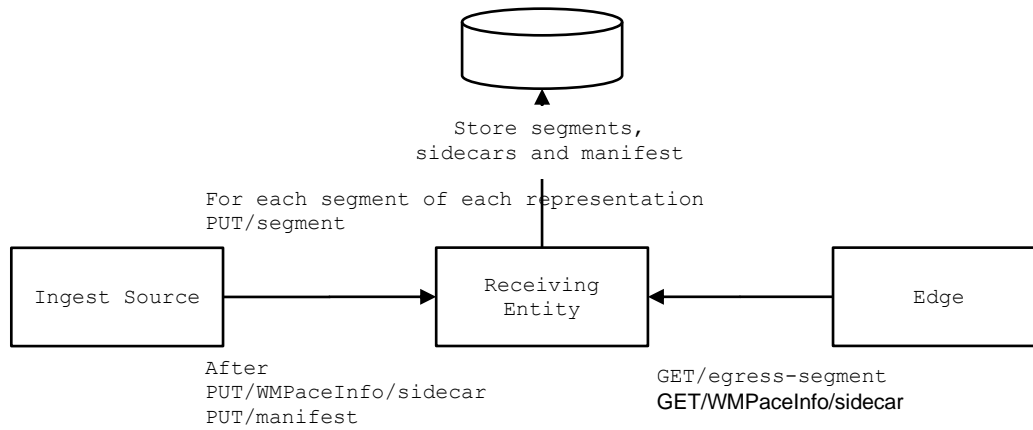 Store segments,
sidecars and manifest
For each segment of each representation
PUT/segment
Ingest Source
Receiving
Entity
Edge
After
PUT/WMPaceInfo/sidecar
PUT/manifest
GET/egress-segment
GET/WMPaceInfo/sidecar